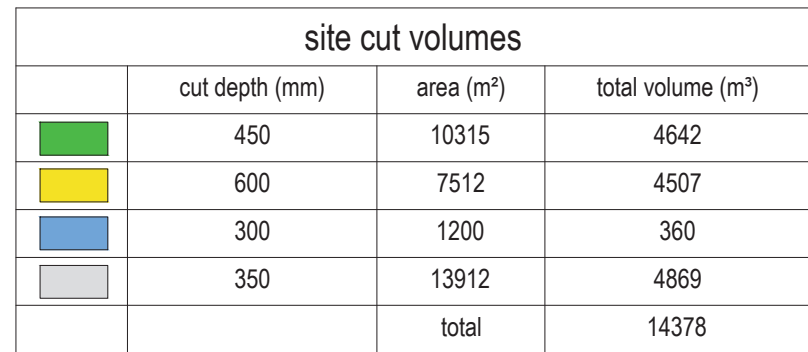 site cut volumes
cut depth (mm) area (m²) total volume (m³)
450 10315 4642
600 7512 4507
300 1200 360
350 13912 4869
total 14378